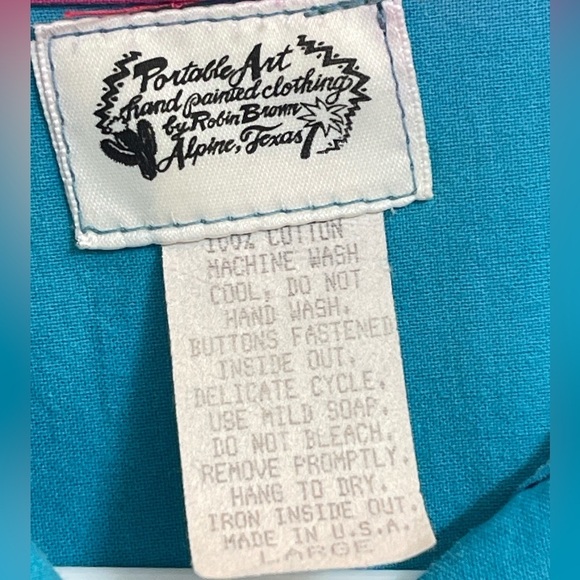 Portable Art
hand painted clothing
by Robin Brown
Alpine, Texas
100% COTTON
MACHINE WASH
COOL, DO NOT
HAND WASH.
BUTTONS FASTENED
INSIDE OUT.
DELICATE CYCLE.
USE MILD SOAP.
DO NOT BLEACH.
REMOVE PROMPTLY.
HANG TO DRY.
IRON INSIDE OUT.
MADE IN U.S.A.
LARGE